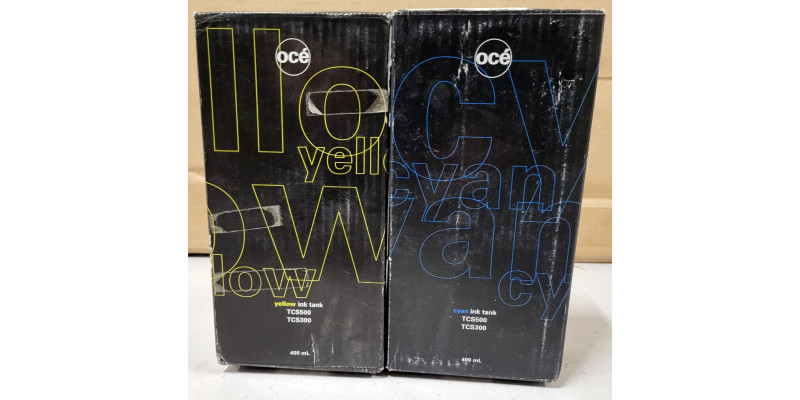 océ
llo
yello
ow
low
yellow ink tank
TCS500
TCS300
400 mL
océ
cy
cyan
yan
cy
cyan ink tank
TCS500
TCS300
400 mL